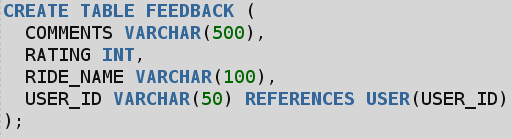 CREATE TABLE FEEDBACK (
  COMMENTS VARCHAR(500),
  RATING INT,
  RIDE_NAME VARCHAR(100),
  USER_ID VARCHAR(50) REFERENCES USER(USER_ID)
);